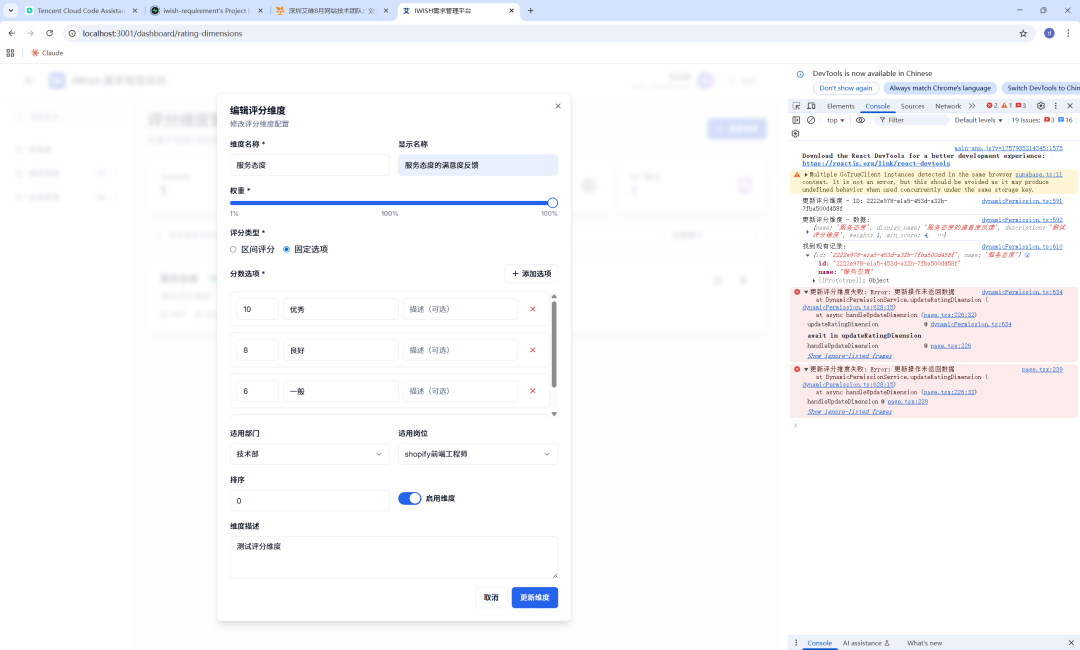 Tencent Cloud Code Assistan
iwish-requirement's Project
IWISH需求管理平台
localhost:3001/dashboard/rating-dimensions
Claude
编辑评分维度
修改评分维度配置
维度名称 *
显示名称
服务态度
服务态度的满意度反馈
权重 *
1%
100%
100%
评分类型 *
区间评分
固定选项
分数选项 *
添加选项
10
优秀
描述（可选）
8
良好
描述（可选）
6
一般
描述（可选）
适用部门
适用岗位
技术部
shopify前端工程师
排序
0
启用维度
维度描述
测试评分维度
取消
更新维度
DevTools is now available in Chinese
Don't show again
Always match Chrome's language
Switch DevTools to Chin
Elements
Console
Sources
Network
2
1
3
top
Filter
Default levels
19 Issues:
3
16
main-app.js?v=1757935314345:1575
Download the React DevTools for a better development experience:
https://reactjs.org/link/react-devtools
Multiple GoTrueClient instances detected in the same browser
supabase.ts:11
context. It is not an error, but this should be avoided as it may produce
undefined behavior when used concurrently under the same storage key.
更新评分维度 - ID: 2222e978-e1a5-453d-a32b-
dynamicPermission.ts:591
7fba500d458f
更新评分维度 - 数据:
dynamicPermission.ts:592
{name: '服务态度', display_name: '服务态度的满意度反馈', description: '测试
评分维度', weight: 1, min_score: 4, …}
找到现有记录:
dynamicPermission.ts:610
{id: '2222e978-e1a5-453d-a32b-7fba500d458f', name: '服务态度'}
id: "2222e978-e1a5-453d-a32b-7fba500d458f"
name: "服务态度"
[[Prototype]]: Object
更新评分维度失败: Error: 更新操作未返回数据
dynamicPermission.ts:634
at DynamicPermissionService.updateRatingDimension (
dynamicPermission.ts:628:15)
at async handleUpdateDimension (page.tsx:226:32)
updateRatingDimension @ dynamicPermission.ts:634
await in updateRatingDimension
handleUpdateDimension @ page.tsx:226
Show ignore-listed frames
更新评分维度失败: Error: 更新操作未返回数据
page.tsx:239
at DynamicPermissionService.updateRatingDimension (
dynamicPermission.ts:628:15)
at async handleUpdateDimension (page.tsx:226:32)
handleUpdateDimension @ page.tsx:239
Show ignore-listed frames
Console
AI assistance
What's new